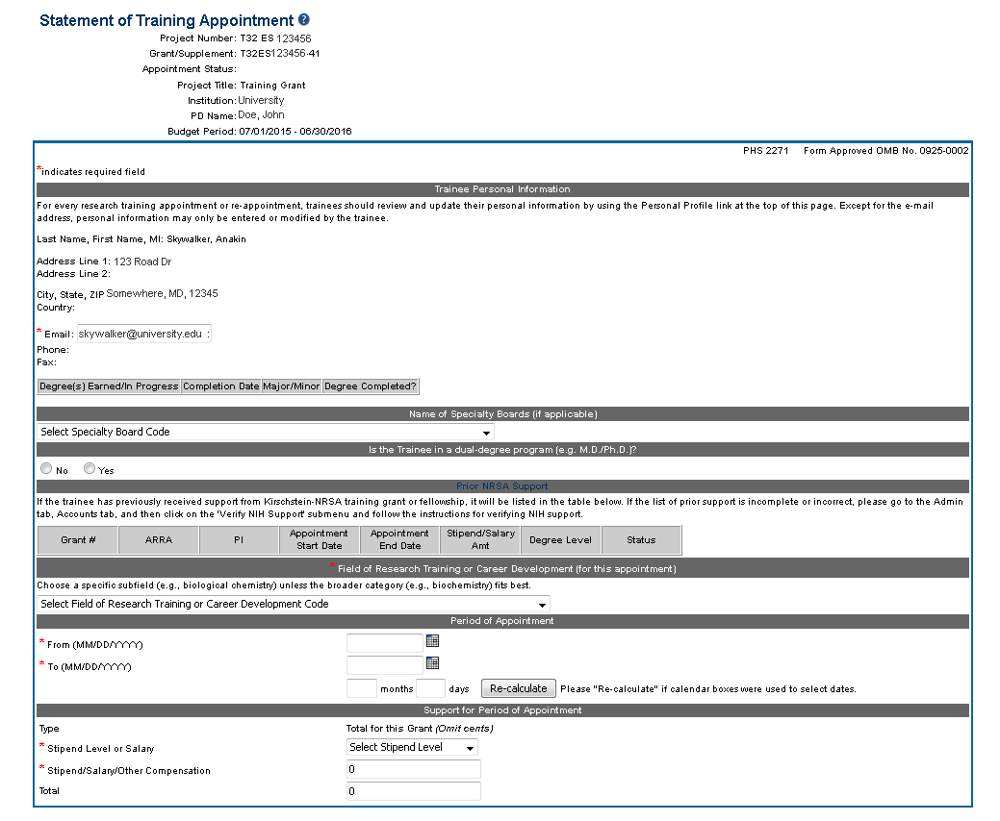 Statement of Training Appointment ?
Project Number: T32 ES 123456
Grant/Supplement: T32ES123456-41
Appointment Status:
Project Title: Training Grant
Institution: University
PD Name: Doe, John
Budget Period: 07/01/2015 - 06/30/2016
PHS 2271 Form Approved OMB No. 0925-0002
*indicates required field
Trainee Personal Information
For every research training appointment or re-appointment, trainees should review and update their personal information by using the Personal Profile link at the top of this page. Except for the e-mail
address, personal information may only be entered or modified by the trainee.
Last Name, First Name, MI: Skywalker, Anakin
Address Line 1: 123 Road Dr
Address Line 2:
City, State, ZIP Somewhere, MD, 12345
Country:
* Email: skywalker@university.edu :
Phone:
Fax:
Degree(s) Earned/In Progress Completion Date Major/Minor Degree Completed?
Name of Specialty Boards (if applicable)
Select Specialty Board Code
Is the Trainee in a dual-degree program (e.g. M.D./Ph.D.)?
No Yes
Prior NRSA Support
If the trainee has previously received support from Kirschstein-NRSA training grant or fellowship, it will be listed in the table below. If the list of prior support is incomplete or incorrect, please go to the Admin
tab, Accounts tab, and then click on the 'Verify NIH Support' submenu and follow the instructions for verifying NIH support.
Grant # ARRA PI Appointment Start Date Appointment End Date Stipend/Salary Amt Degree Level Status
* Field of Research Training or Career Development (for this appointment)
Choose a specific subfield (e.g., biological chemistry) unless the broader category (e.g., biochemistry) fits best.
Select Field of Research Training or Career Development Code
Period of Appointment
* From (MM/DD/YYYY)
* To (MM/DD/YYYY)
months days Re-calculate Please "Re-calculate" if calendar boxes were used to select dates.
Support for Period of Appointment
Type Total for this Grant (Omit cents)
* Stipend Level or Salary Select Stipend Level
* Stipend/Salary/Other Compensation 0
Total 0